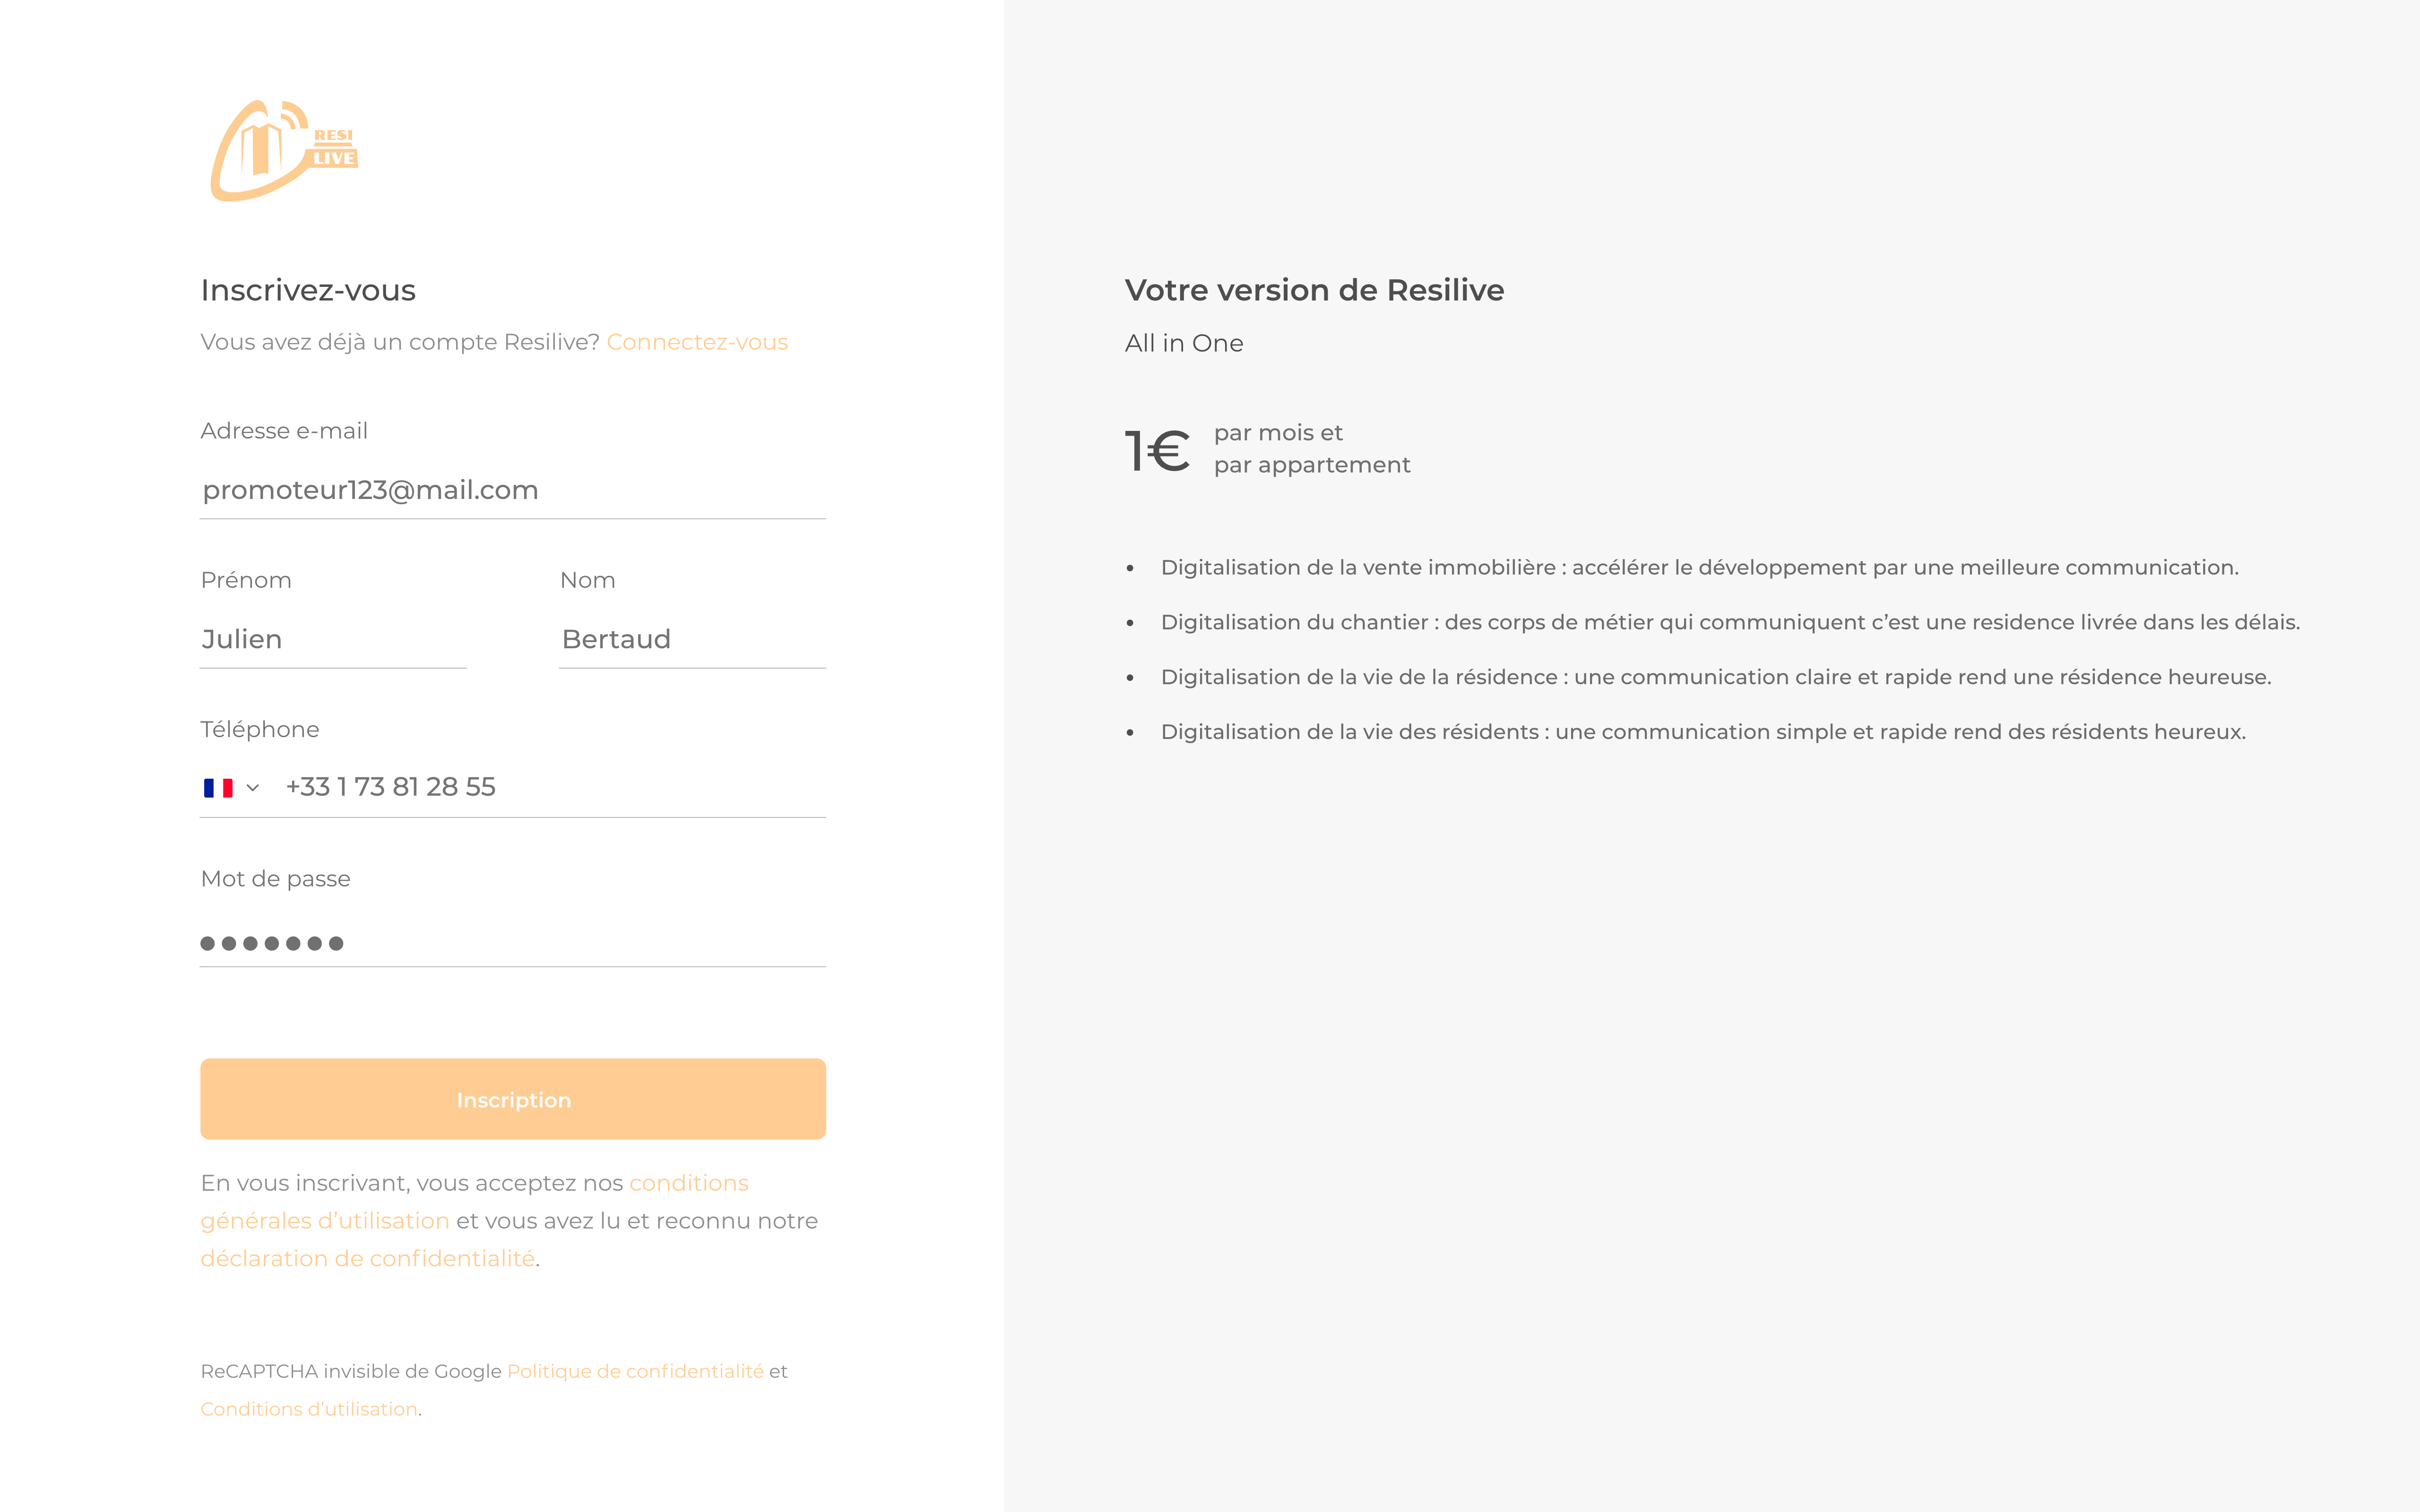 RESI
LIVE
Inscrivez-vous
Vous avez déjà un compte Resilive? Connectez-vous
Adresse e-mail
promoteur123@mail.com
Prénom
Nom
Julien
Bertaud
Téléphone
+33 1 73 81 28 55
Mot de passe
Inscription
En vous inscrivant, vous acceptez nos conditions
générales d’utilisation et vous avez lu et reconnu notre
déclaration de confidentialité.
ReCAPTCHA invisible de Google Politique de confidentialité et
Conditions d’utilisation.
Votre version de Resilive
All in One
1€
par mois et
par appartement
• Digitalisation de la vente immobilière : accélérer le développement par une meilleure communication.
• Digitalisation du chantier : des corps de métier qui communiquent c’est une residence livrée dans les délais.
• Digitalisation de la vie de la résidence : une communication claire et rapide rend une résidence heureuse.
• Digitalisation de la vie des résidents : une communication simple et rapide rend des résidents heureux.